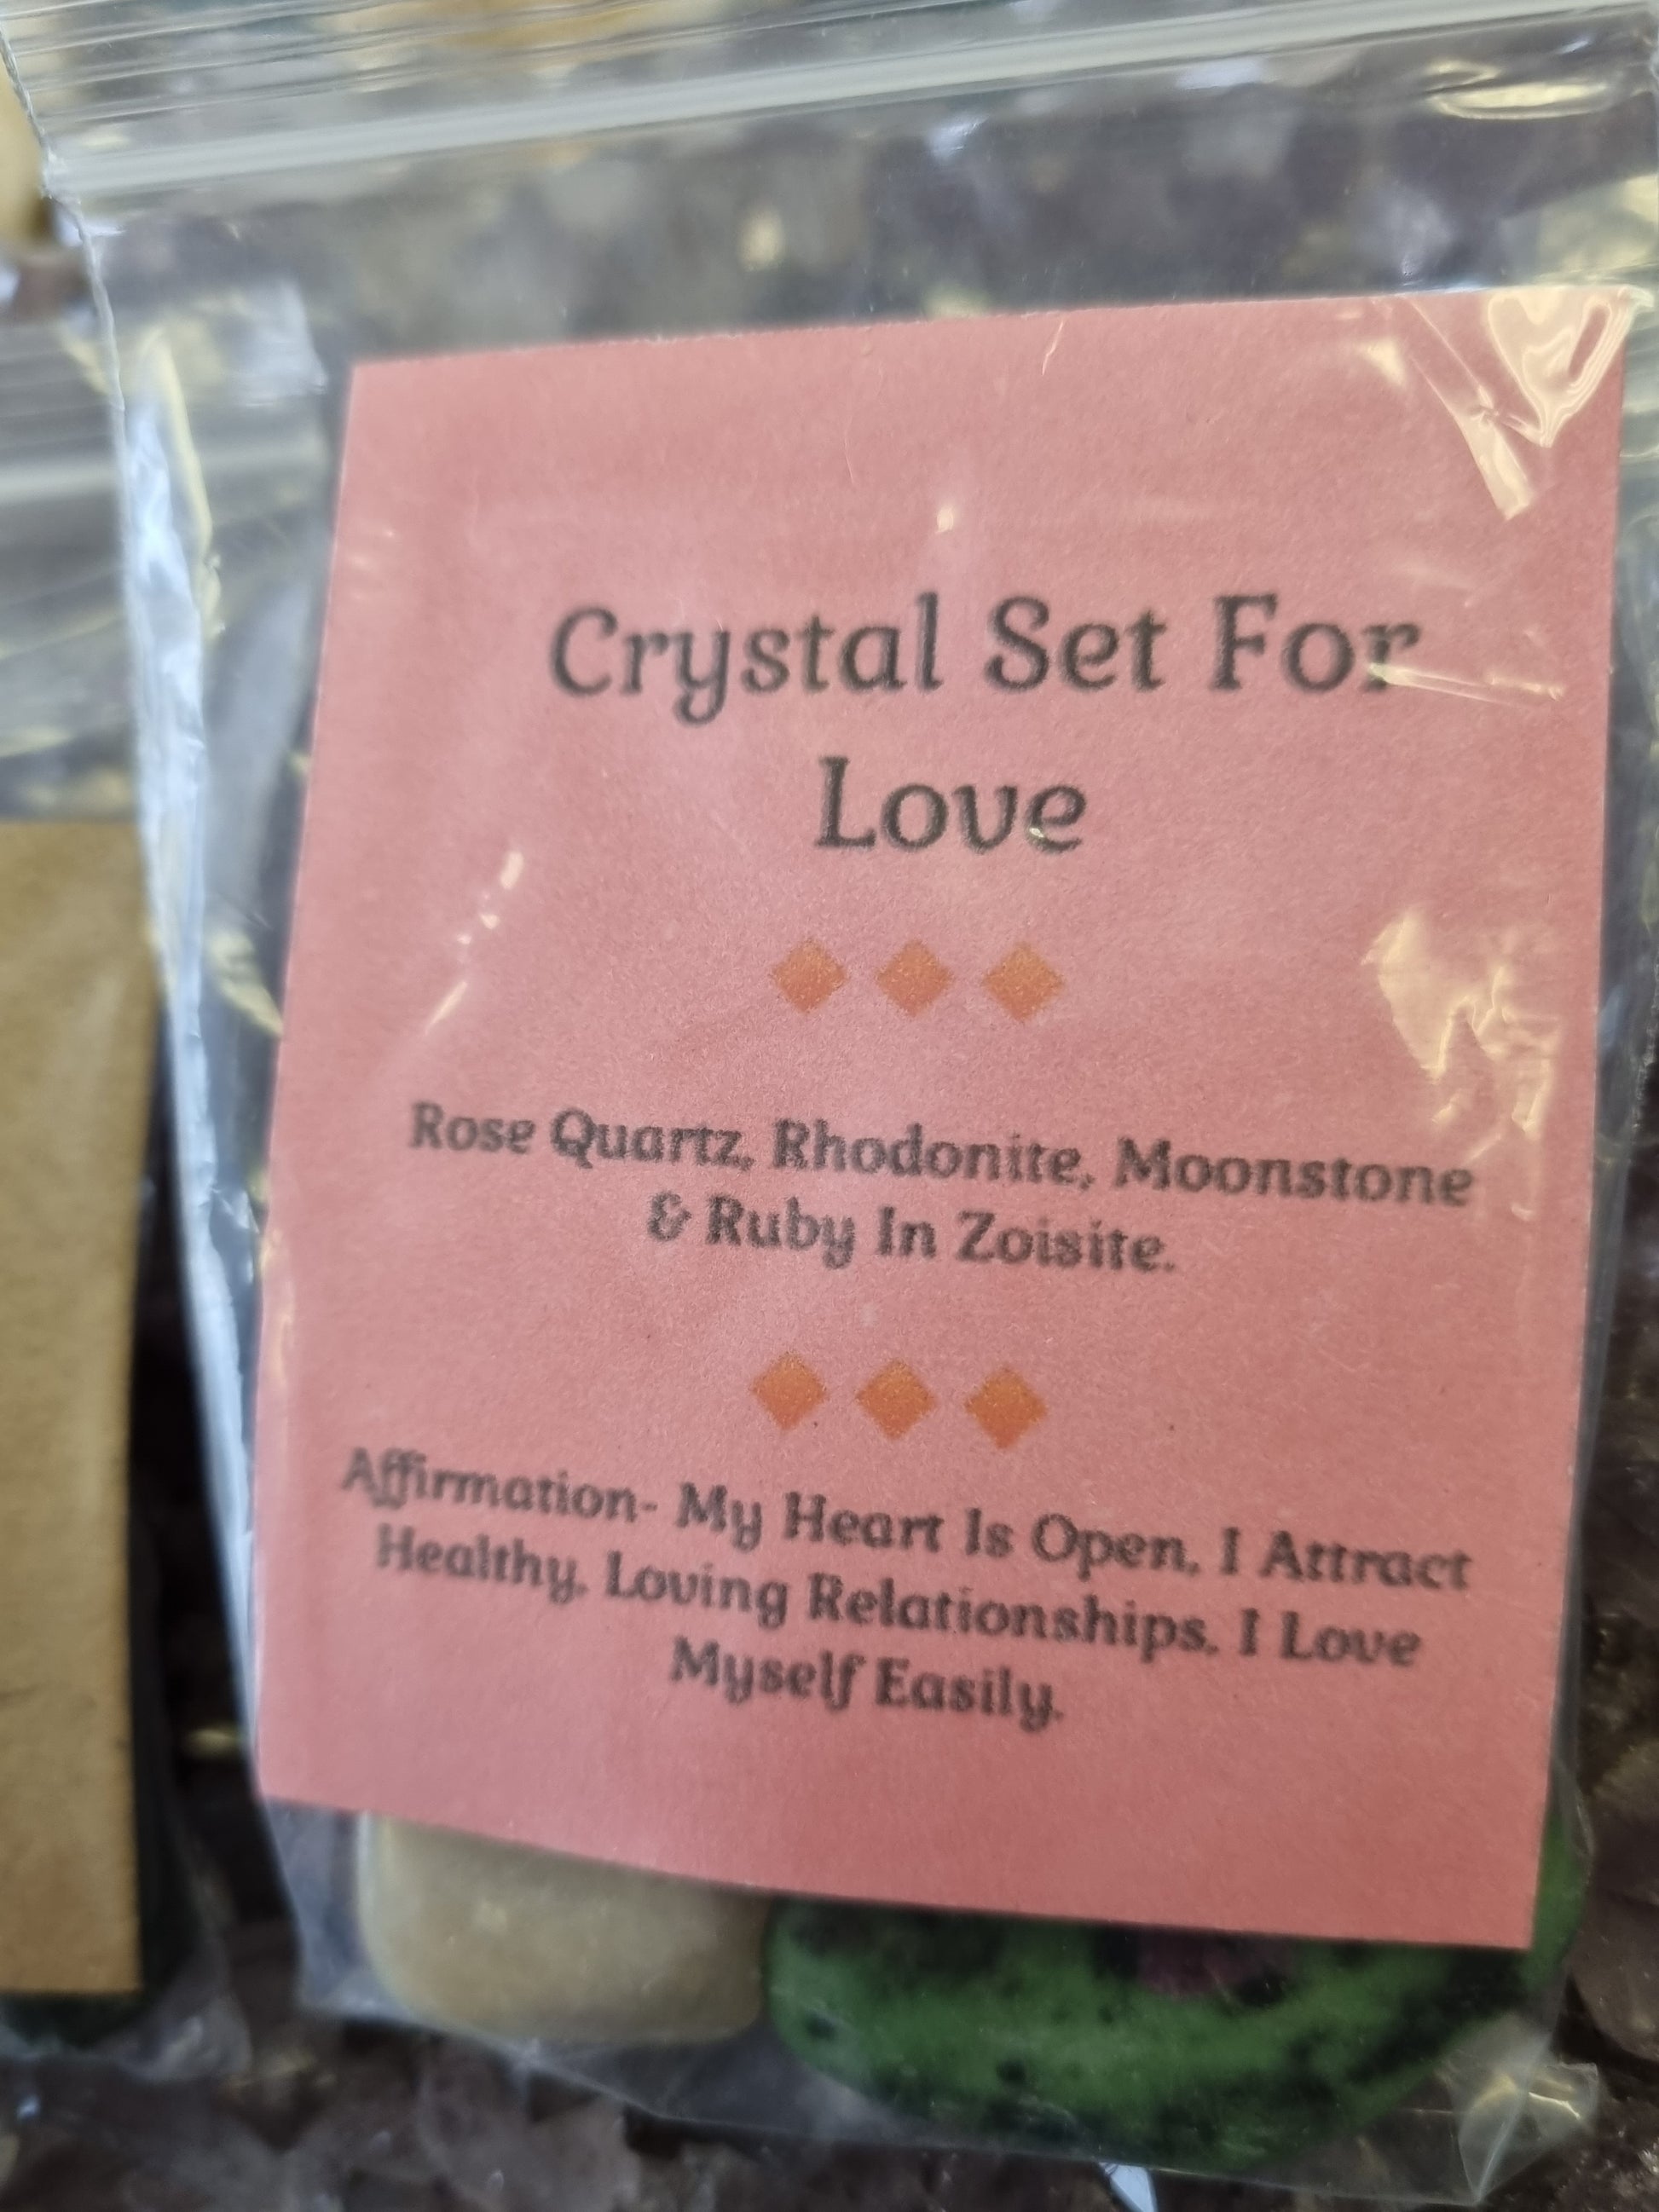 Crystal Set For
Love
Rose Quartz, Rhodonite, Moonstone
& Ruby In Zoisite.
Affirmation- My Heart Is Open, I Attract
Healthy, Loving Relationships. I Love
Myself Easily.